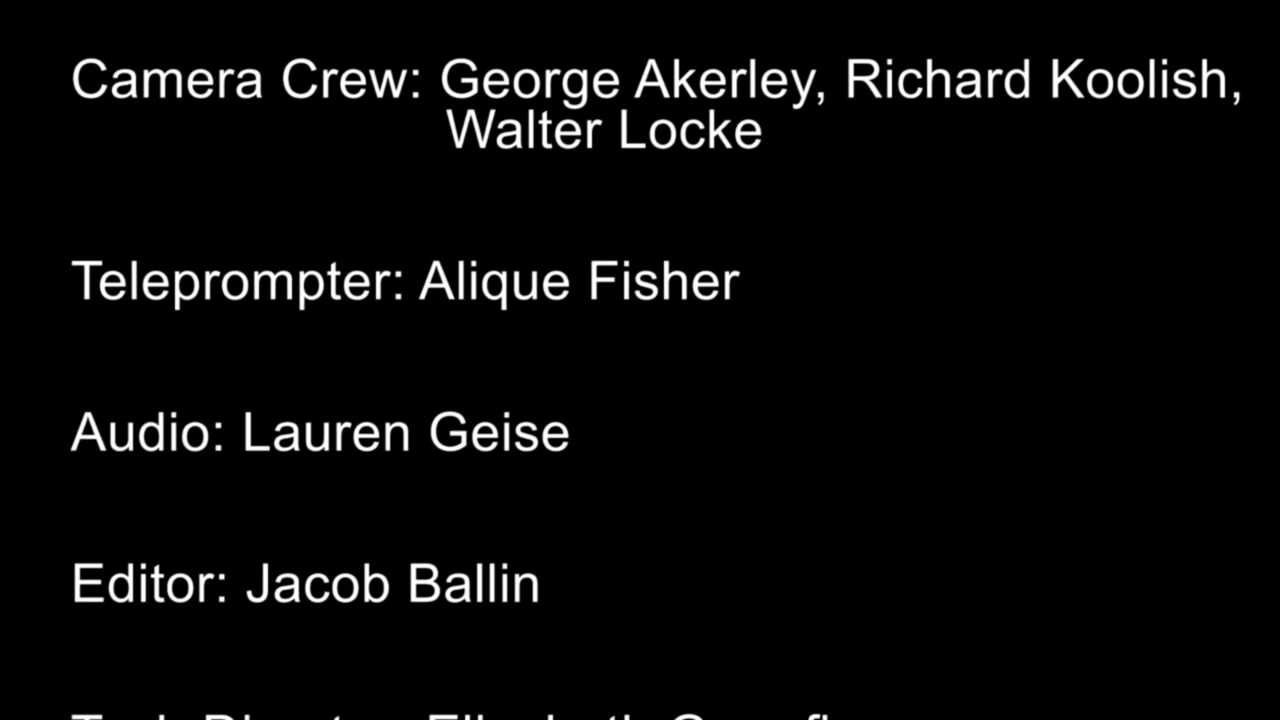 Camera Crew: George Akerley, Richard Koolish,
Walter Locke
Teleprompter: Alique Fisher
Audio: Lauren Geise
Editor: Jacob Ballin